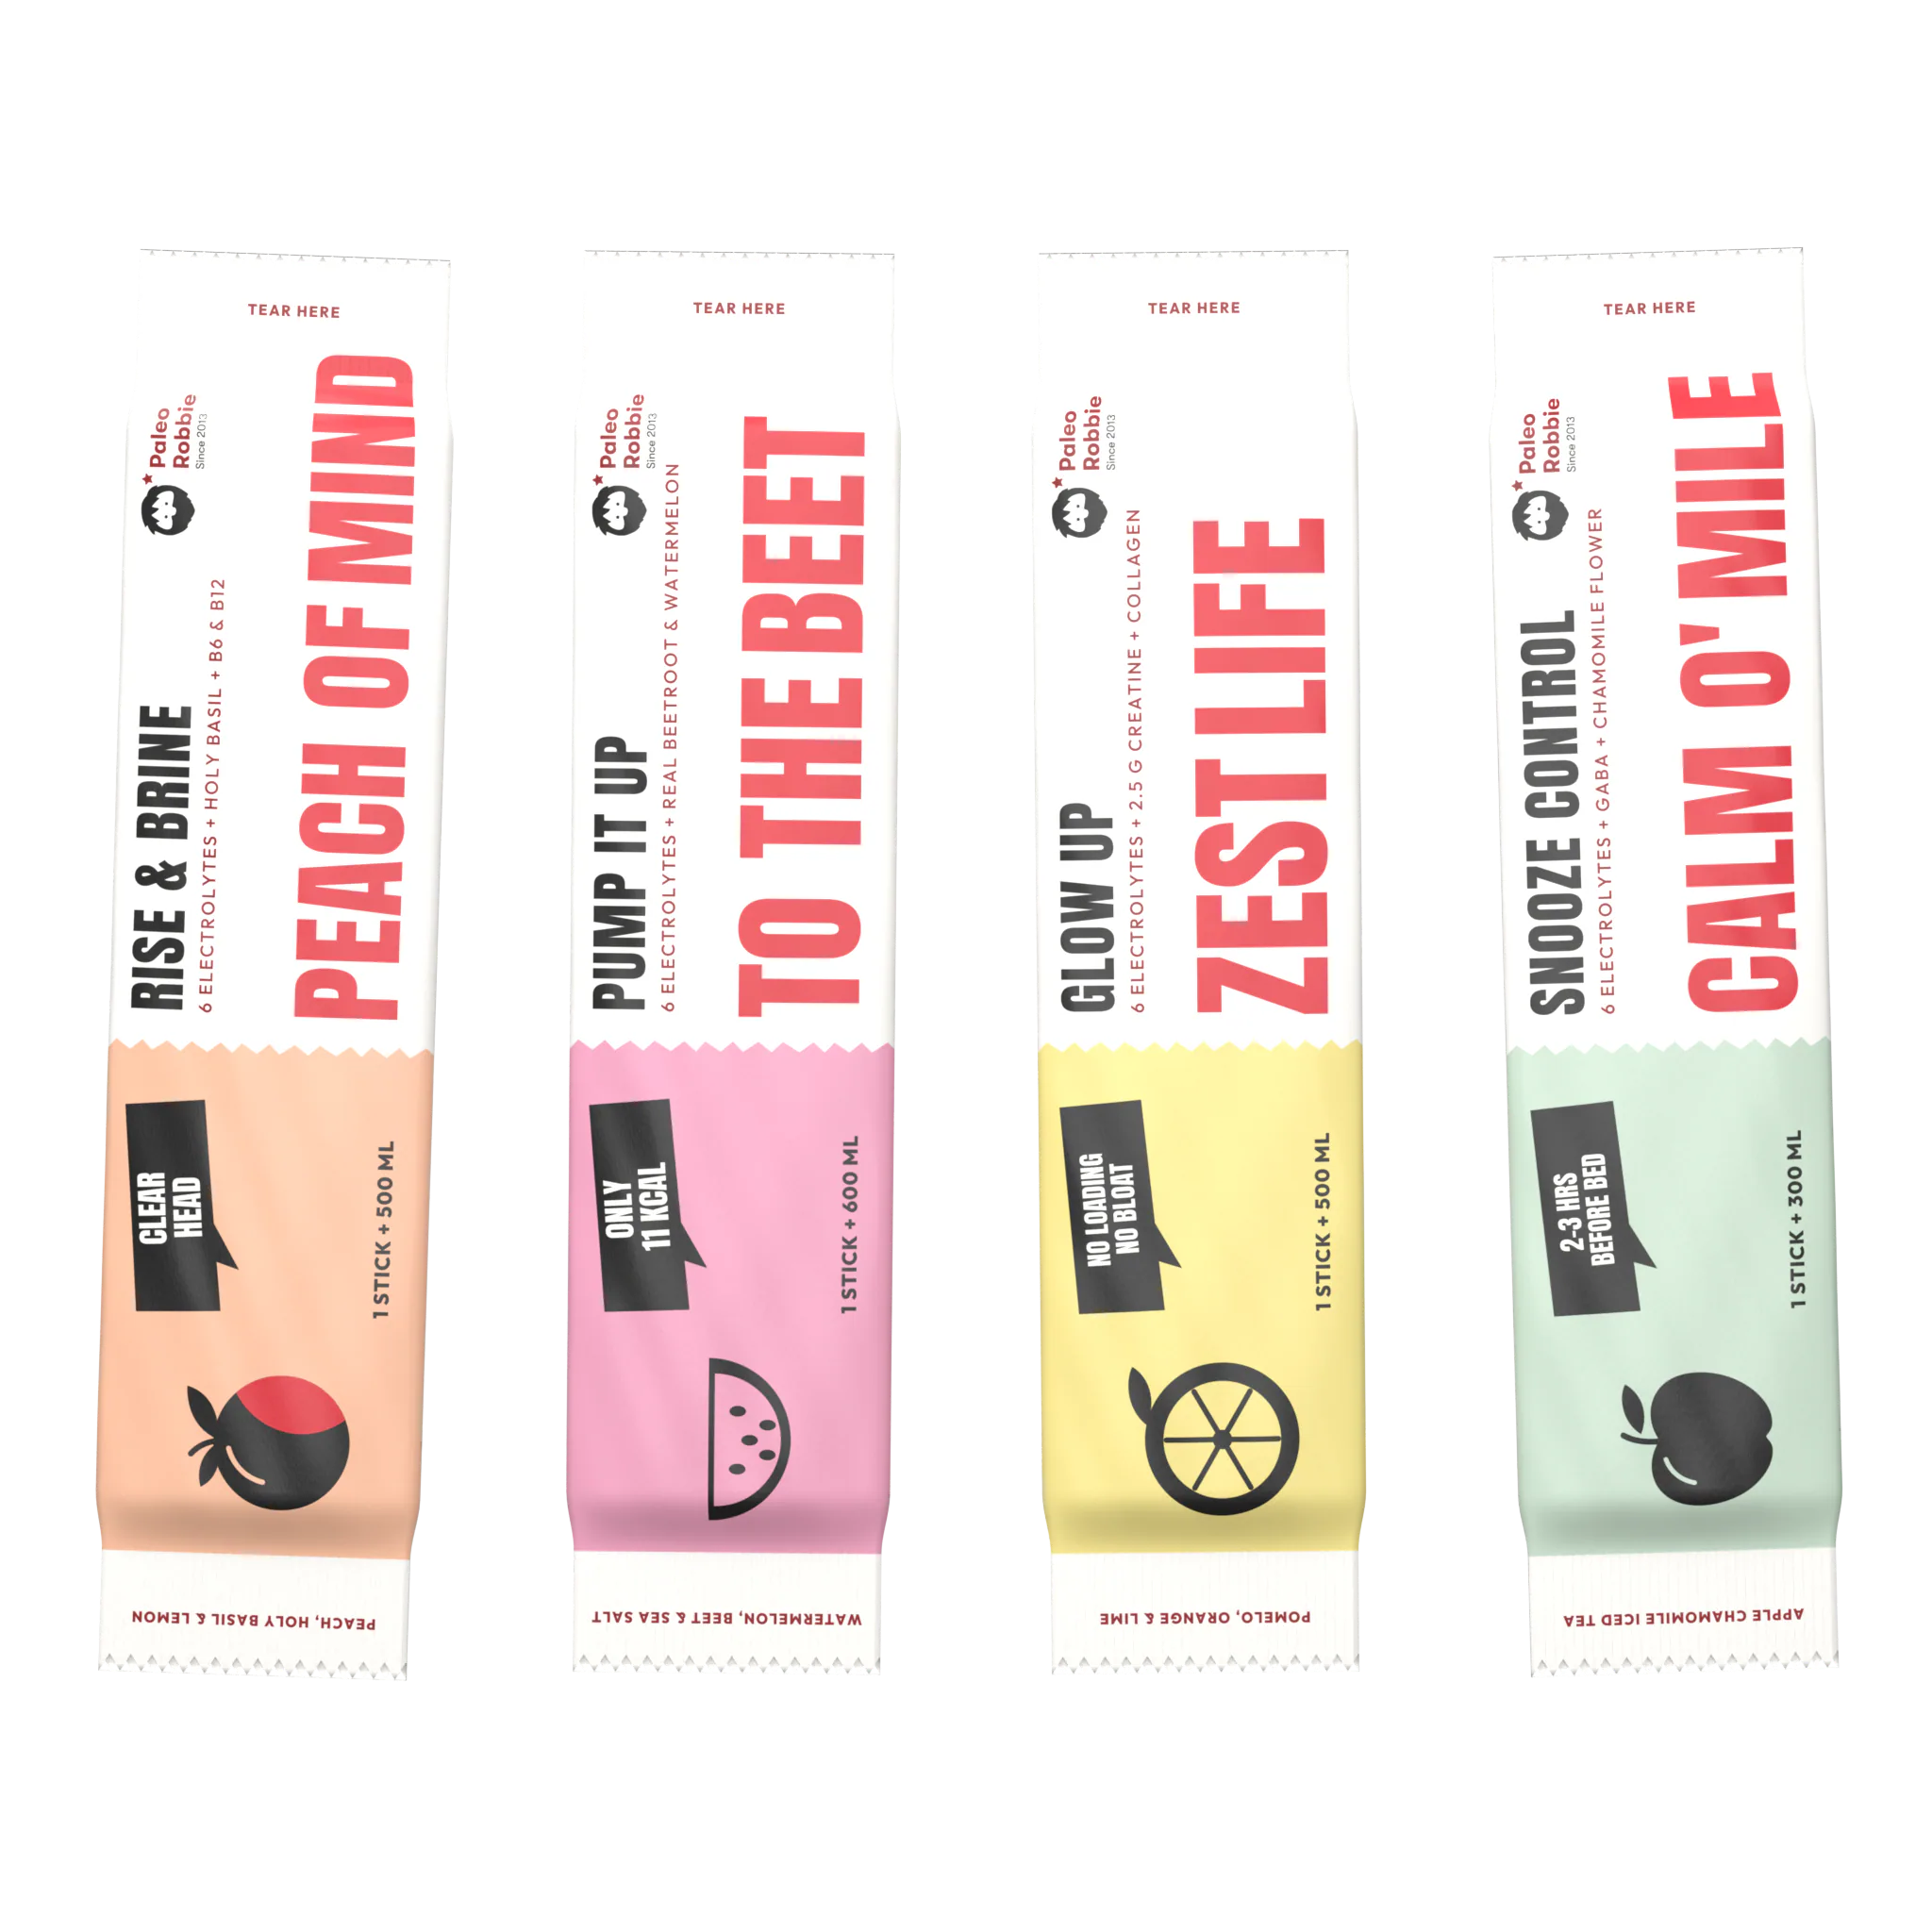 TEAR HERE
Paleo
Robbie
Since 2013
RISE & BRINE
6 ELECTROLYTES + HOLY BASIL + B6 & B12
PEACH OF MIND
CLEAR
HEAD
1 STICK + 500 ML
PEACH, HOLY BASIL & LEMON
TEAR HERE
Paleo
Robbie
Since 2013
PUMP IT UP
6 ELECTROLYTES + REAL BEETROOT & WATERMELON
TO THE BEET
ONLY
11 KCAL
1 STICK + 600 ML
WATERMELON, BEET & SEA SALT
TEAR HERE
Paleo
Robbie
Since 2013
GLOW UP
6 ELECTROLYTES + 2.5 G CREATINE + COLLAGEN
ZEST LIFE
NO LOADING
NO BLOAT
1 STICK + 500 ML
POMELO, ORANGE & LIME
TEAR HERE
Paleo
Robbie
Since 2013
SNOOZE CONTROL
6 ELECTROLYTES + GABA + CHAMOMILE FLOWER
CALM O' MILE
2-3 HRS
BEFORE BED
1 STICK + 300 ML
APPLE CHAMOMILE ICED TEA